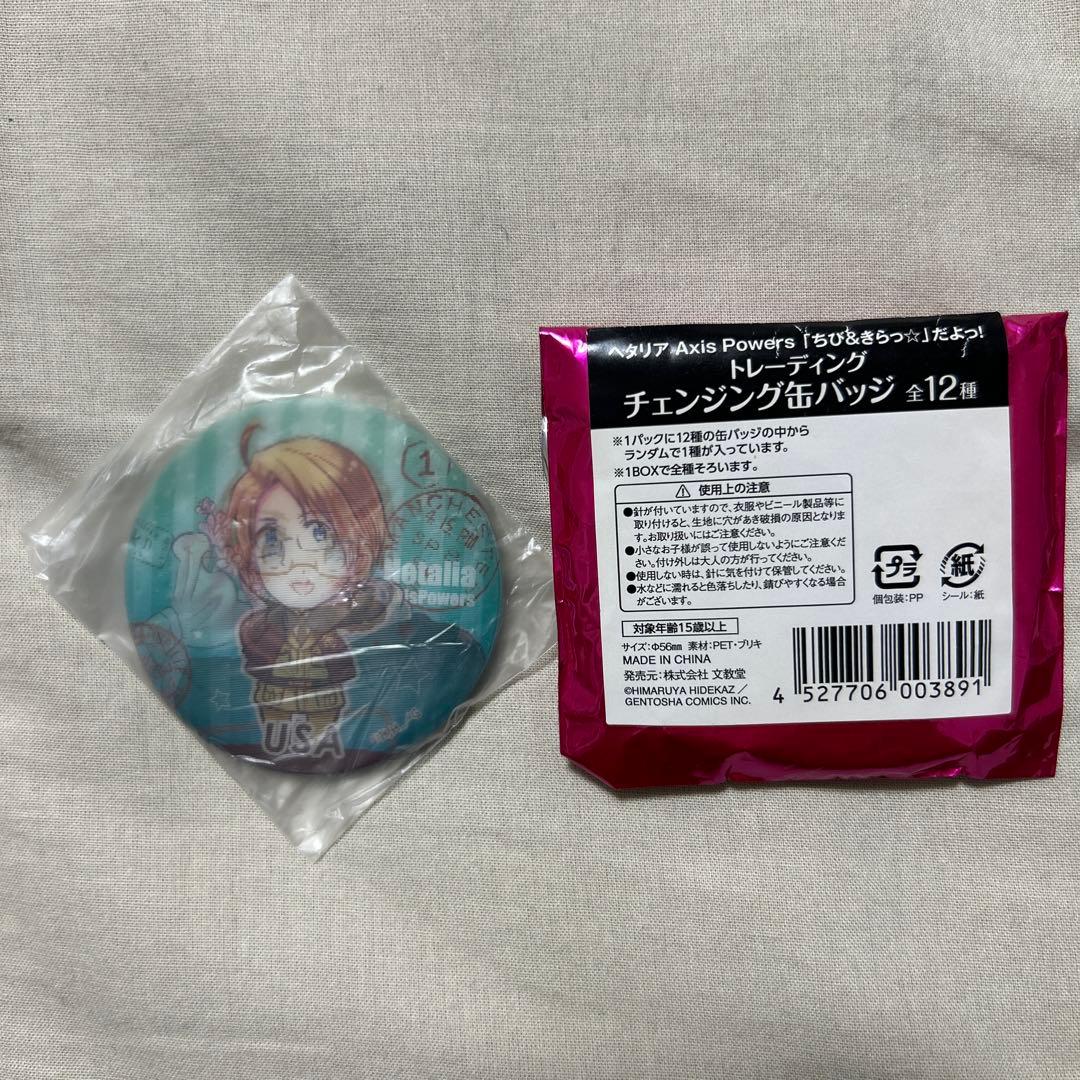 Hetalia
AxisPowers
USA
ヘタリア Axis Powers「ちび&きらっ☆」だよっ!
トレーディング
チェンジング缶バッジ 全12種
※1パックに12種の缶バッジの中から
ランダムで1種が入っています。
※1BOXで全種そろいます。
使用上の注意
●針が付いていますので、衣服やビニール製品等に
取り付けると、生地に穴があき破損の原因となりま
す。お取り扱いにはご注意ください。
●小さなお子様が誤って使用しないようにご注意くだ
さい。付け外しは大人の方が行ってください。
●使用しない時は、針に気を付けて保管してください。
●水などに濡れると色落ちしたり、錆びやすくなる場合
がございます。
プラ
紙
個包装:PP
シール:紙
対象年齢15歳以上
サイズ:Φ56mm 素材:PET・ブリキ
MADE IN CHINA
発売元:株式会社 文教堂
©HIMARUYA HIDEKAZ/
GENTOSHA COMICS INC.
4 527706 003891